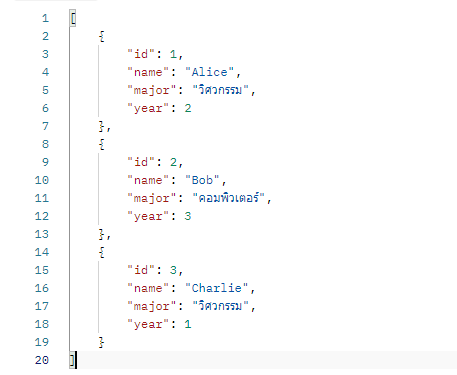 1 [
2 {
3 "id": 1,
4 "name": "Alice",
5 "major": "วิศวกรรม",
6 "year": 2
7 },
8 {
9 "id": 2,
10 "name": "Bob",
11 "major": "คอมพิวเตอร์",
12 "year": 3
13 },
14 {
15 "id": 3,
16 "name": "Charlie",
17 "major": "วิศวกรรม",
18 "year": 1
19 }
20 ]